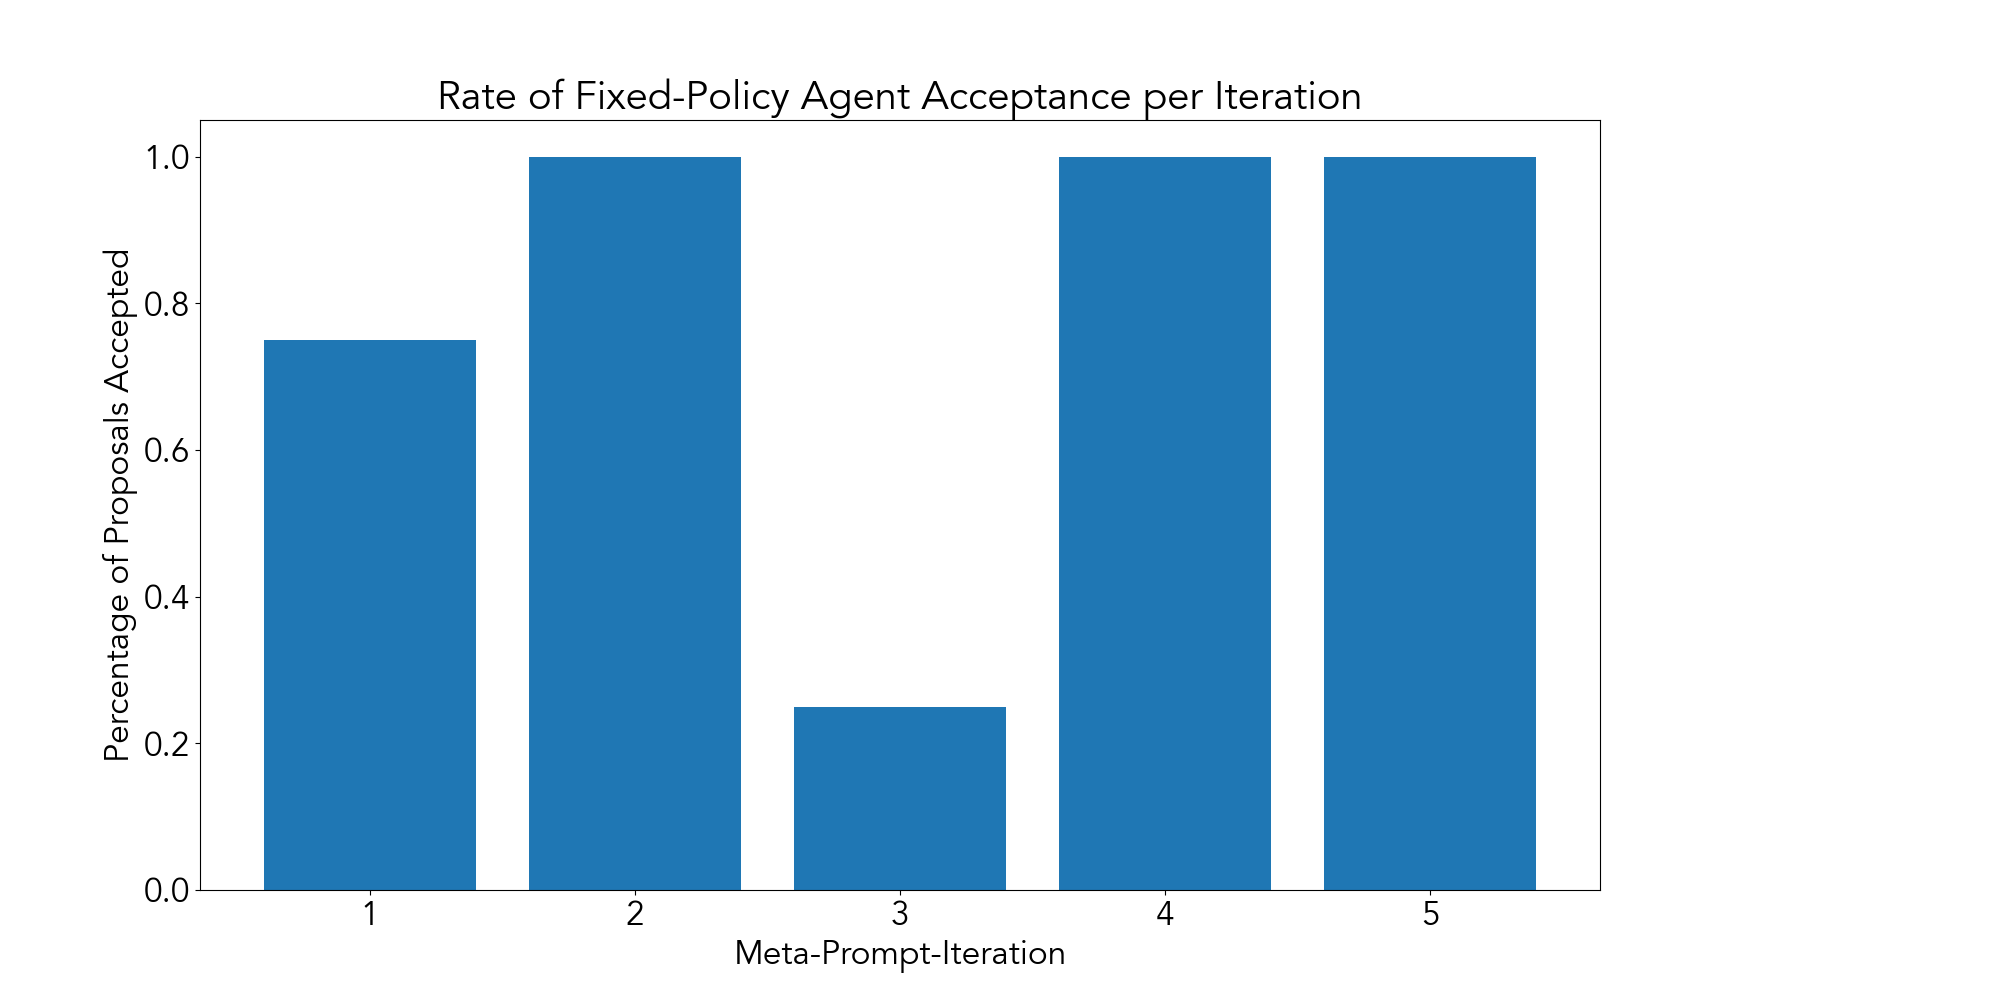 Rate of Fixed-Policy Agent Acceptance per Iteration
Percentage of Proposals Accepted
1.0
0.8
0.6
0.4
0.2
0.0
1 2 3 4 5
Meta-Prompt-Iteration